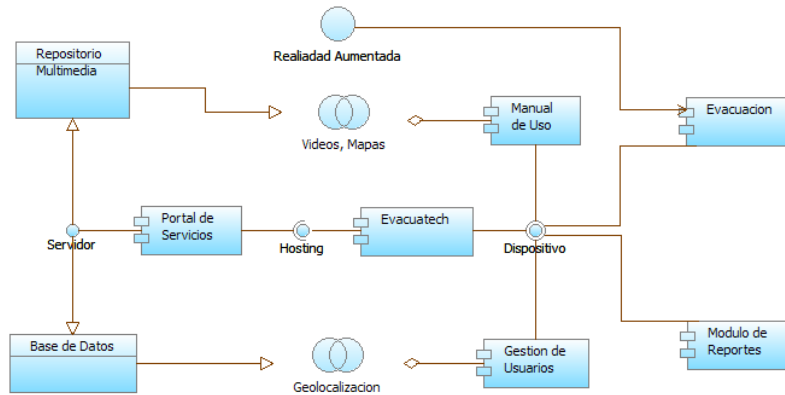 Repositorio
Multimedia
Realiadad Aumentada
Videos, Mapas
Manual
de Uso
Evacuacion
Servidor
Portal de
Servicios
Hosting
Evacuatech
Dispositivo
Base de Datos
Geolocalizacion
Gestion de
Usuarios
Modulo de
Reportes